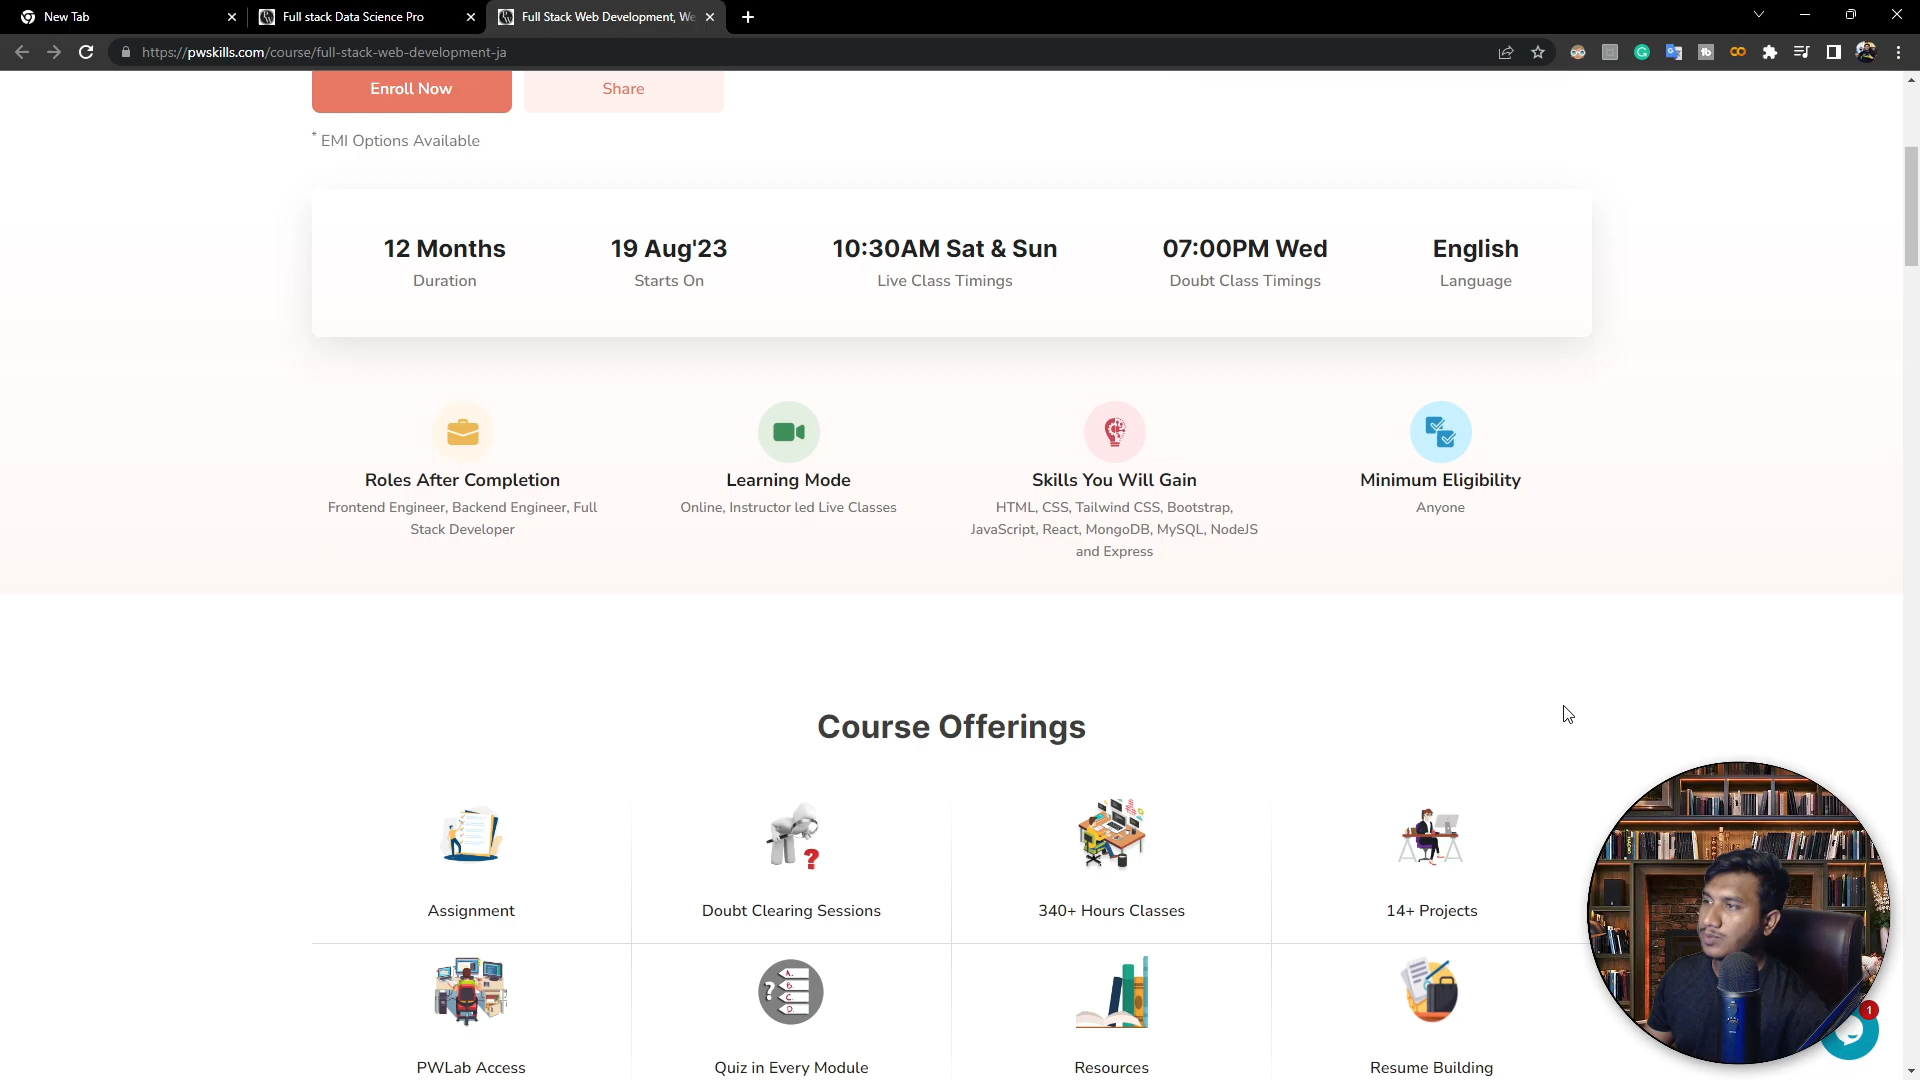 New Tab
Full stack Data Science Pro
Full Stack Web Development, We
https://pwskills.com/course/full-stack-web-development-ja
Enroll Now
Share
* EMI Options Available
12 Months
Duration
19 Aug'23
Starts On
10:30AM Sat & Sun
Live Class Timings
07:00PM Wed
Doubt Class Timings
English
Language
Roles After Completion
Frontend Engineer, Backend Engineer, Full
Stack Developer
Learning Mode
Online, Instructor led Live Classes
Skills You Will Gain
HTML, CSS, Tailwind CSS, Bootstrap,
JavaScript, React, MongoDB, MySQL, NodeJS
and Express
Minimum Eligibility
Anyone
Course Offerings
Assignment
?
Doubt Clearing Sessions
340+ Hours Classes
14+ Projects
PWLab Access
? A. B. C. D.
Quiz in Every Module
Resources
Resume Building
1